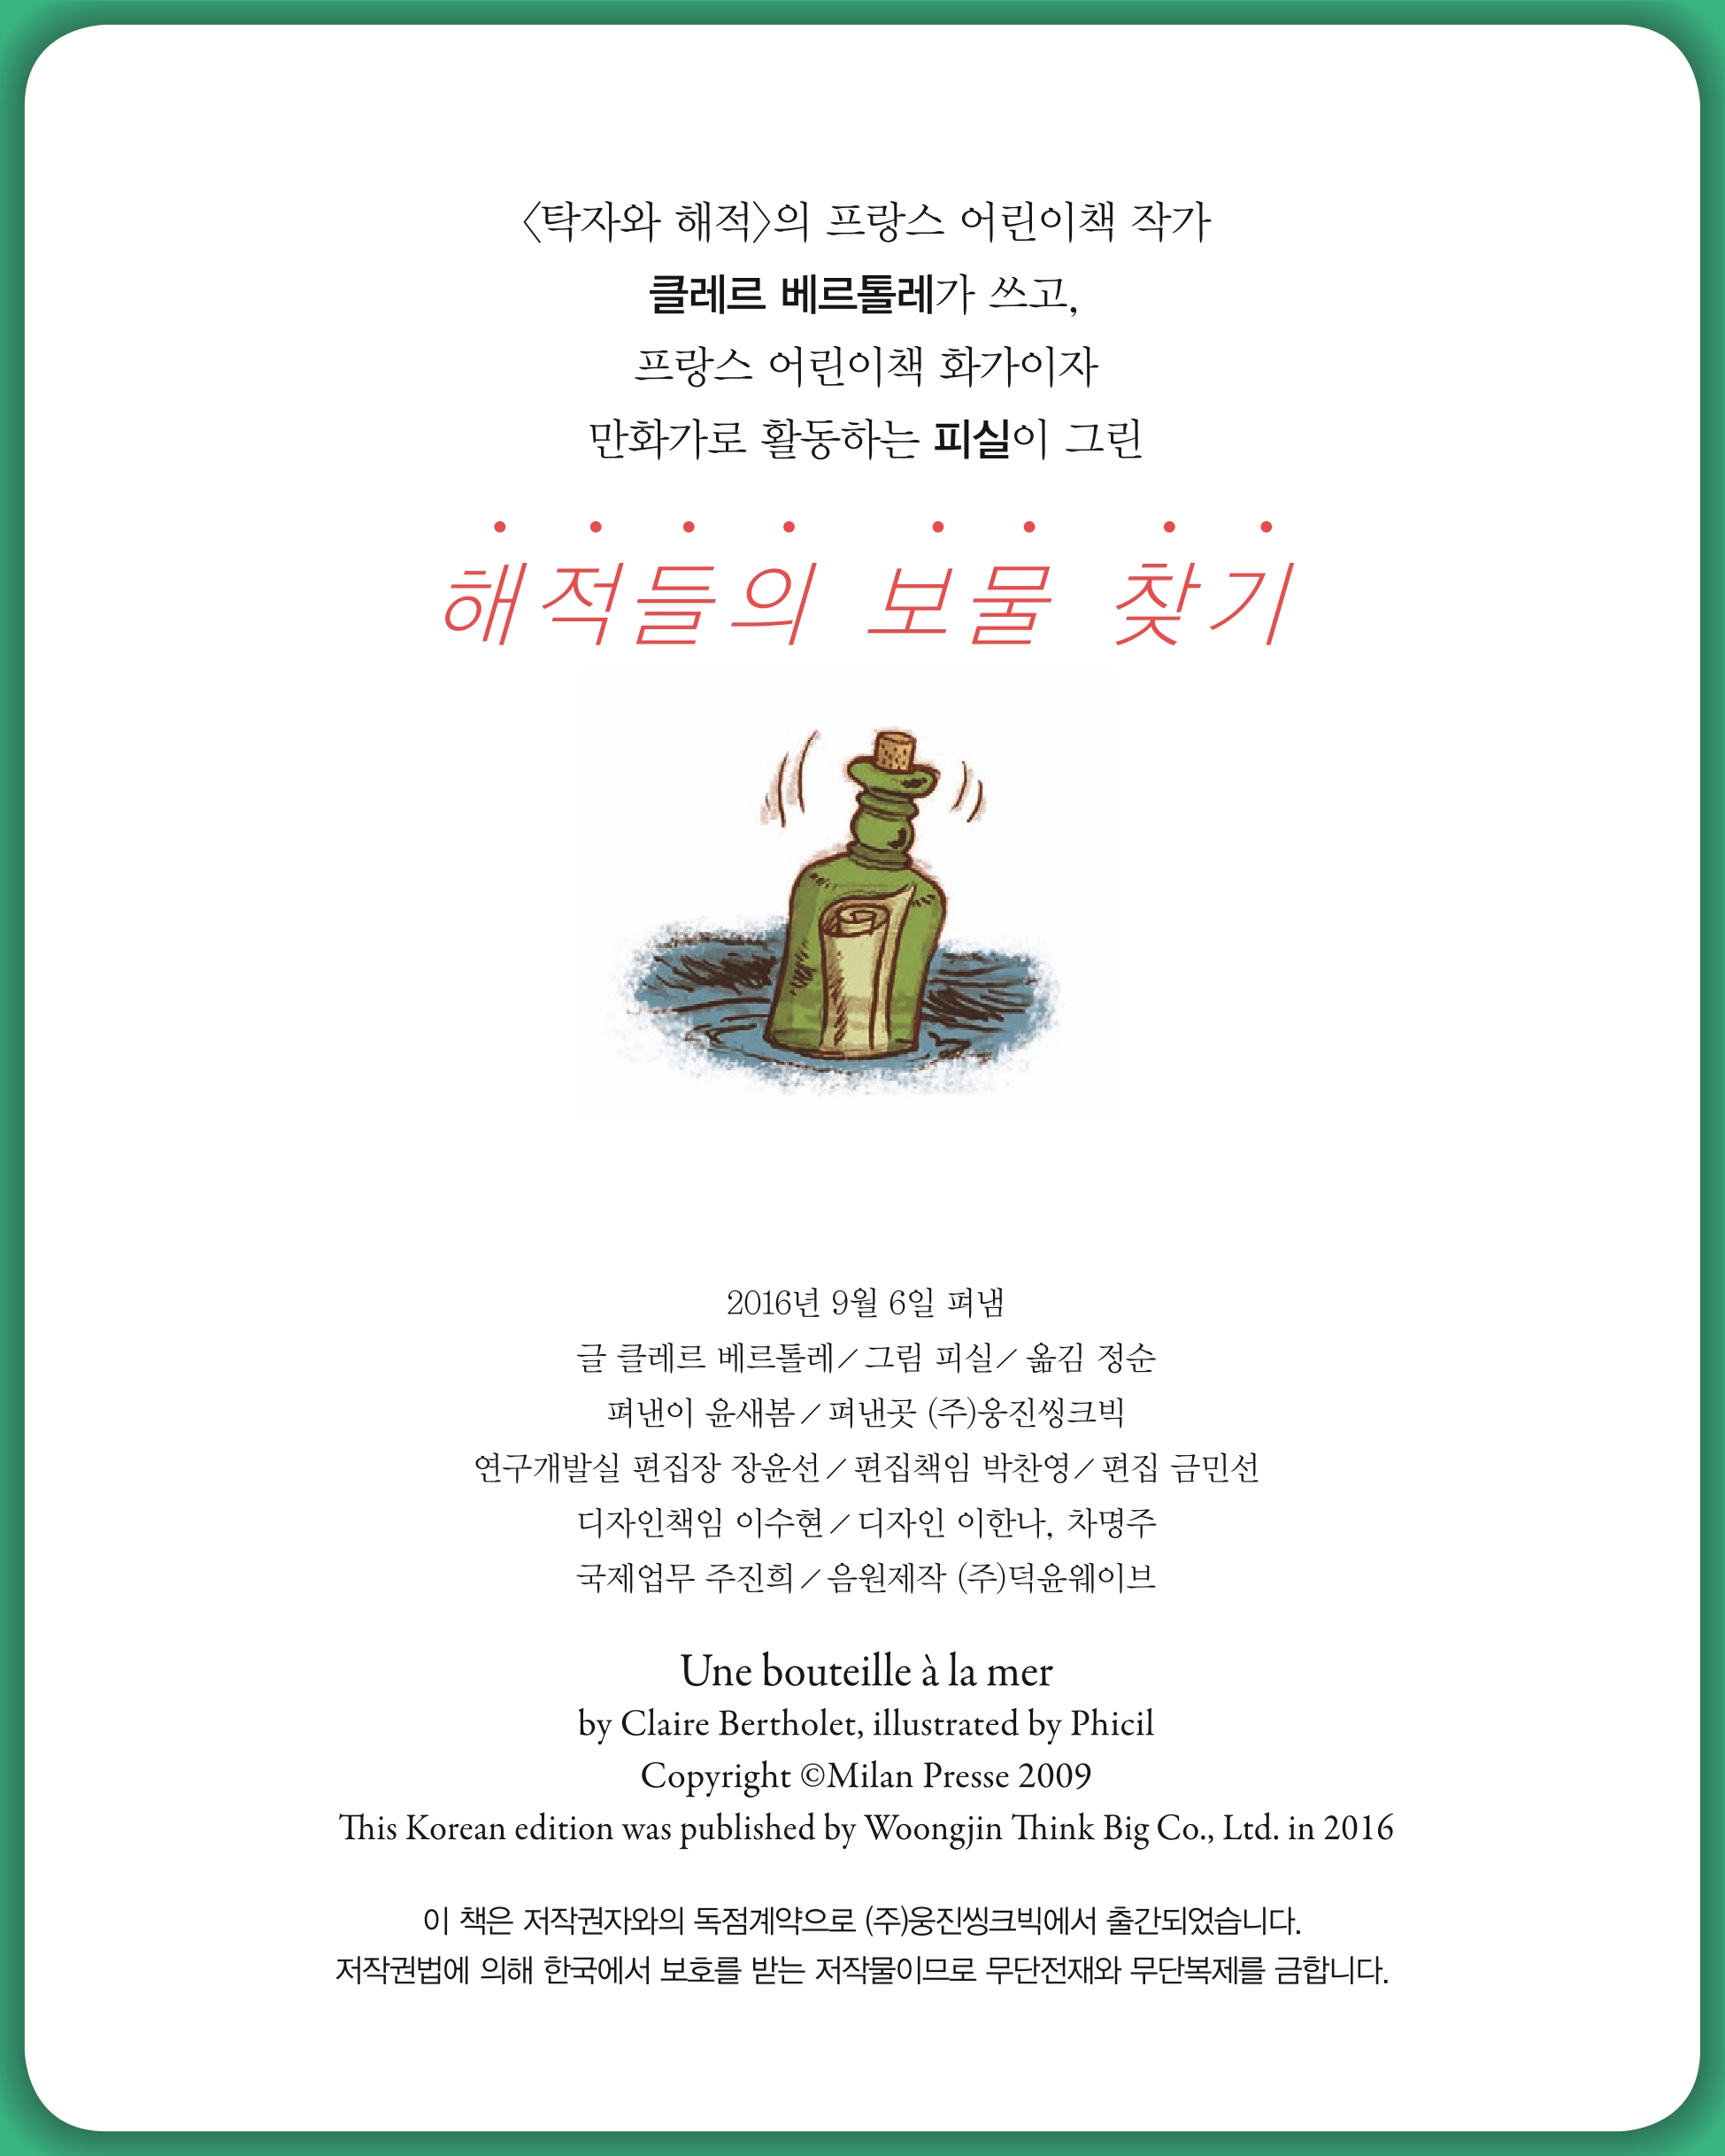 〈탁자와 해적〉의 프랑스 어린이책 작가
클레르 베르톨레가 쓰고,
프랑스 어린이책 화가이자
만화가로 활동하는 피실이 그린
해적들의 보물 찾기
2016년 9월 6일 펴냄
글 클레르 베르톨레/그림 피실/옮김 정순
펴낸이 윤새봄/펴낸곳 (주)웅진씽크빅
연구개발실 편집장 장윤선/편집책임 박찬영/편집 금민선
디자인책임 이수현/디자인 이한나, 차명주
국제업무 주진희/음원제작 (주)덕윤웨이브
Une bouteille à la mer
by Claire Bertholet, illustrated by Phicil
Copyright ©Milan Presse 2009
This Korean edition was published by Woongjin Think Big Co., Ltd. in 2016
이 책은 저작권자와의 독점계약으로 (주)웅진씽크빅에서 출간되었습니다.
저작권법에 의해 한국에서 보호를 받는 저작물이므로 무단전재와 무단복제를 금합니다.